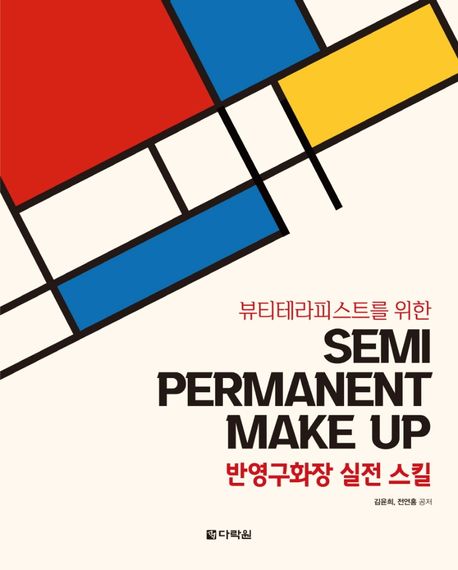 뷰티테라피스트를 위한
SEMI
PERMANENT
MAKE UP
반영구화장 실전 스킬
김윤희, 전연홍 공저
다락원